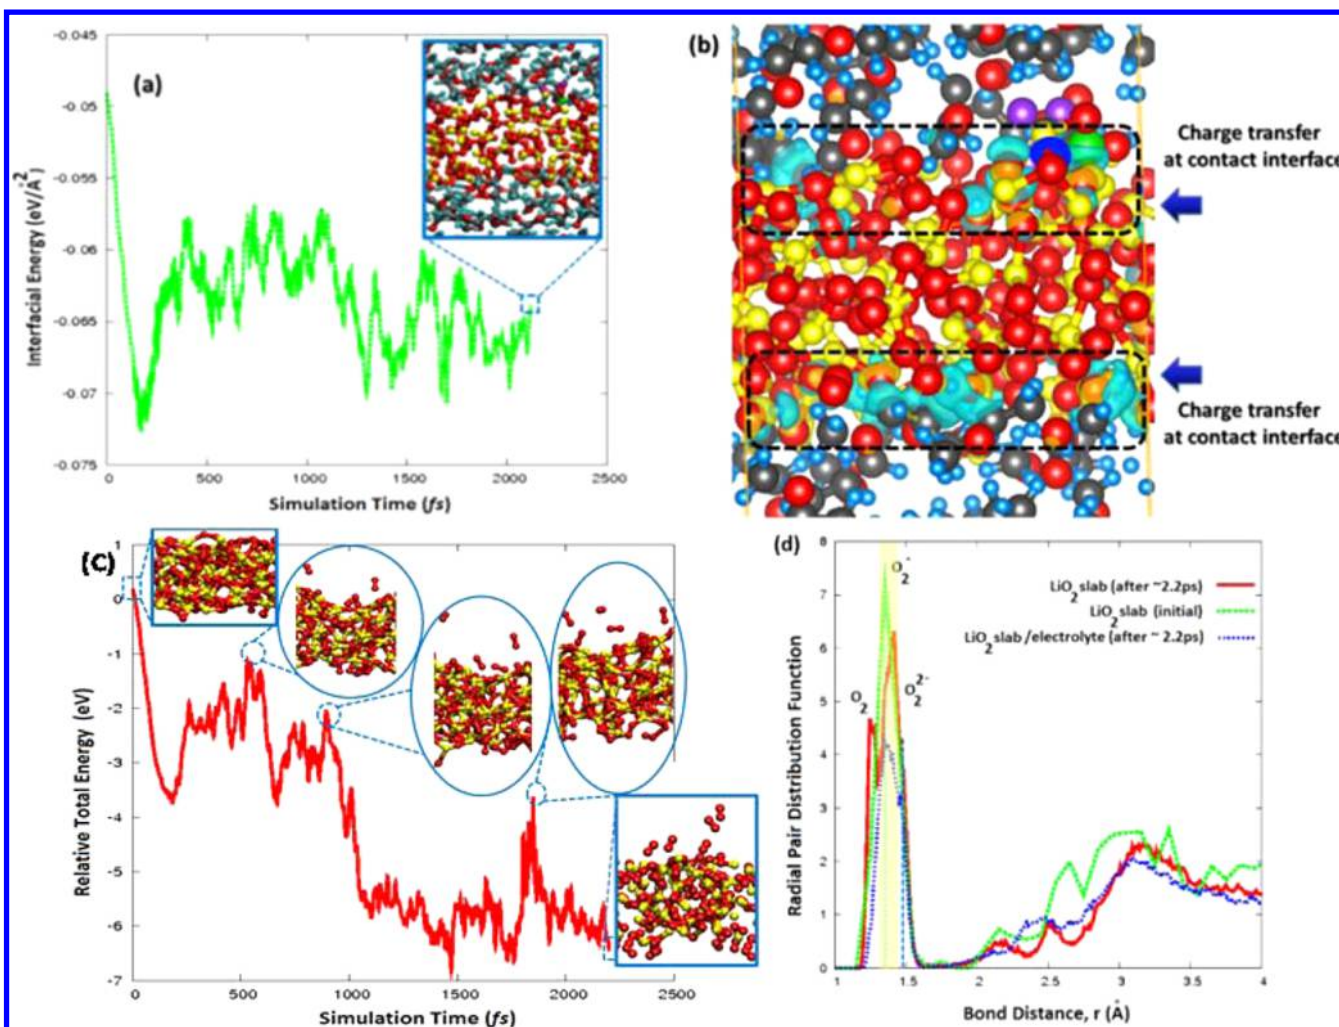 (a)
Interfacial Energy (eV/Å²)
-0.045
-0.05
-0.055
-0.06
-0.065
-0.07
-0.075
0
500
1000
1500
2000
2500
Simulation Time (fs)
(b)
Charge transfer
at contact interface
Charge transfer
at contact interface
(C)
Relative Total Energy (eV)
1
0
-1
-2
-3
-4
-5
-6
-7
0
500
1000
1500
2000
2500
Simulation Time (fs)
(d)
Radial Pair Distribution Function
8
7
6
5
4
3
2
1
0
O₂⁻
O₂
O₂²⁻
LiO₂ slab (after ~2.2ps)
LiO₂ slab (initial)
LiO₂ slab/electrolyte (after ~ 2.2ps)
1
1.5
2
2.5
3
3.5
4
Bond Distance, r (Å)